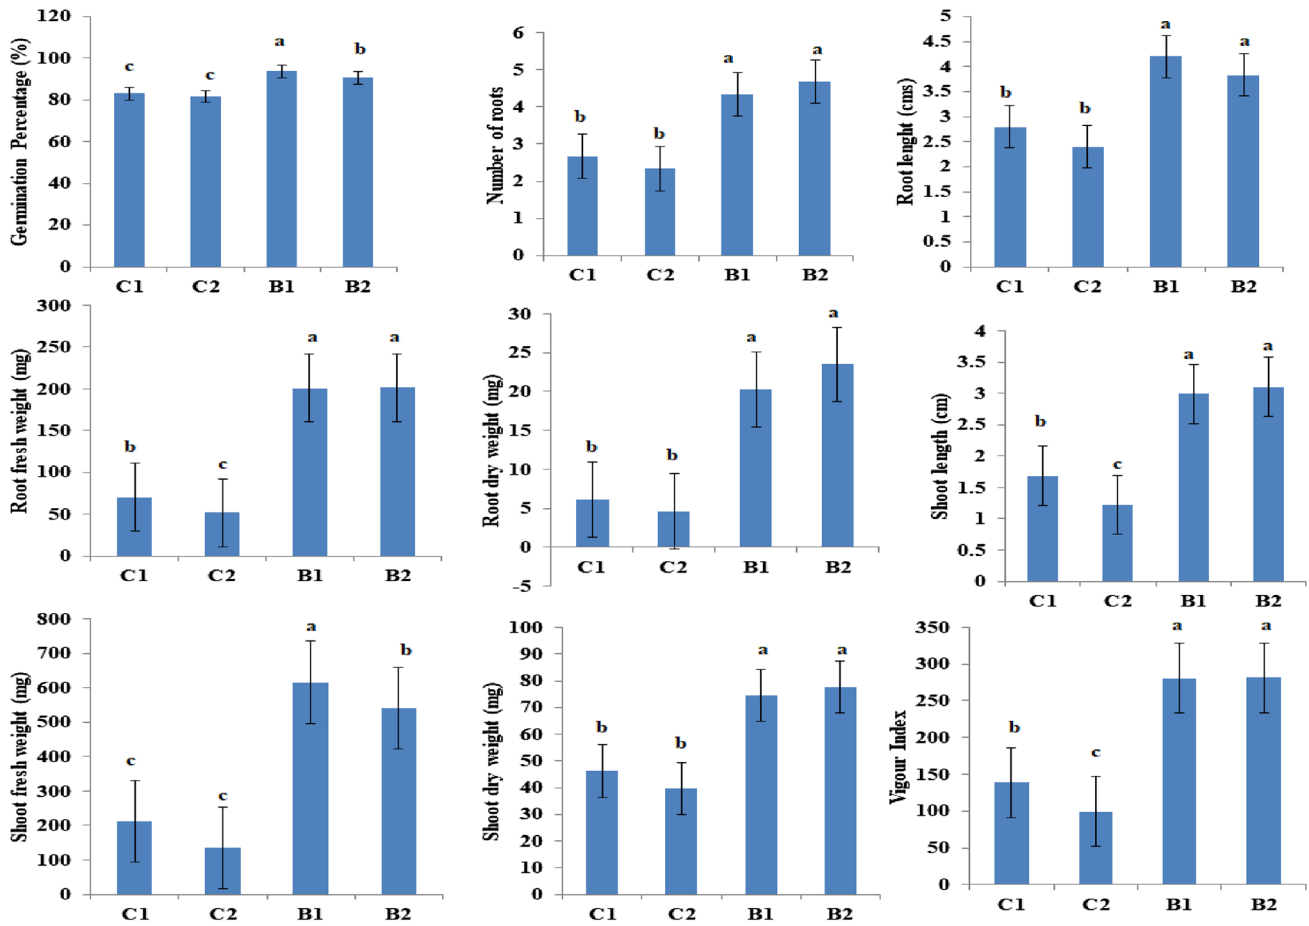 Germination Percentage (%)
120
100
80
60
40
20
0
c
c
a
b
C1 C2 B1 B2
Number of roots
6
5
4
3
2
1
0
b
b
a
a
C1 C2 B1 B2
Root lenght (cms)
5
4.5
4
3.5
3
2.5
2
1.5
1
0.5
0
b
b
a
a
C1 C2 B1 B2
Root fresh weight (mg)
300
250
200
150
100
50
0
b
c
a
a
C1 C2 B1 B2
Root dry weight (mg)
30
25
20
15
10
5
0
-5
b
b
a
a
C1 C2 B1 B2
Shoot length (cm)
4
3.5
3
2.5
2
1.5
1
0.5
0
b
c
a
a
C1 C2 B1 B2
Shoot fresh weight (mg)
800
700
600
500
400
300
200
100
0
c
c
a
b
C1 C2 B1 B2
Shoot dry weight (mg)
100
90
80
70
60
50
40
30
20
10
0
b
b
a
a
C1 C2 B1 B2
Vigour Index
350
300
250
200
150
100
50
0
b
c
a
a
C1 C2 B1 B2